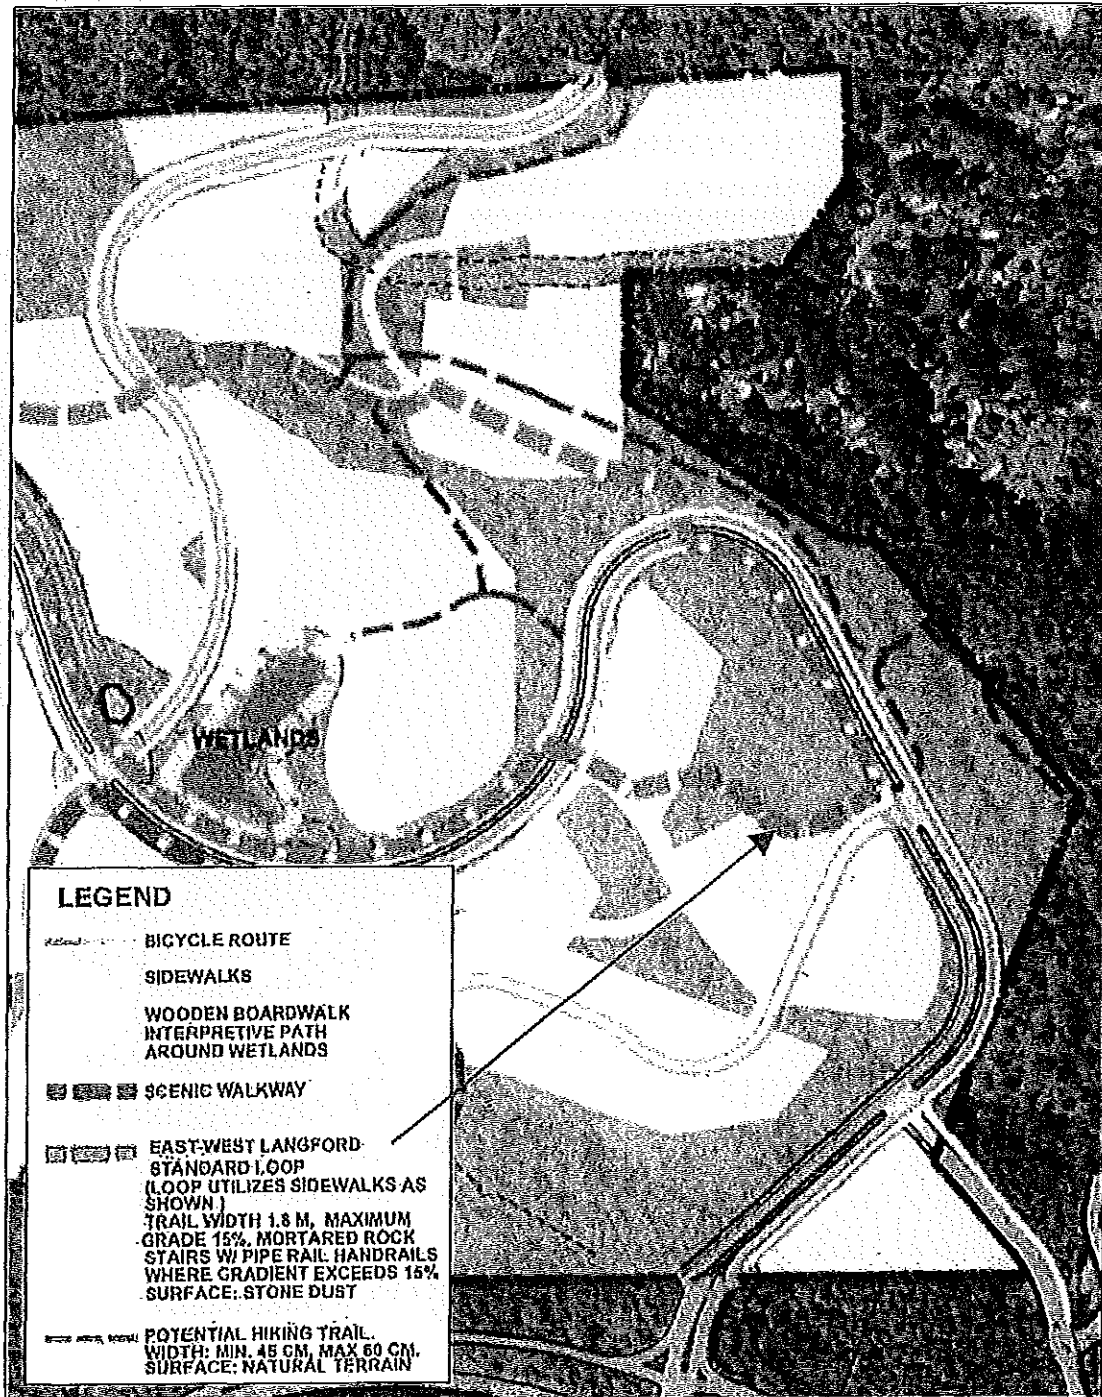 WETLANDS
LEGEND
BICYCLE ROUTE
SIDEWALKS
WOODEN BOARDWALK
INTERPRETIVE PATH
AROUND WETLANDS
SCENIC WALKWAY
EAST-WEST LANGFORD
STANDARD LOOP
(LOOP UTILIZES SIDEWALKS AS
SHOWN)
TRAIL WIDTH 1.8 M, MAXIMUM
GRADE 15%, MORTARED ROCK
STAIRS W/ PIPE RAIL HANDRAILS
WHERE GRADIENT EXCEEDS 15%
SURFACE: STONE DUST
POTENTIAL HIKING TRAIL.
WIDTH: MIN. 45 CM, MAX 60 CM.
SURFACE: NATURAL TERRAIN